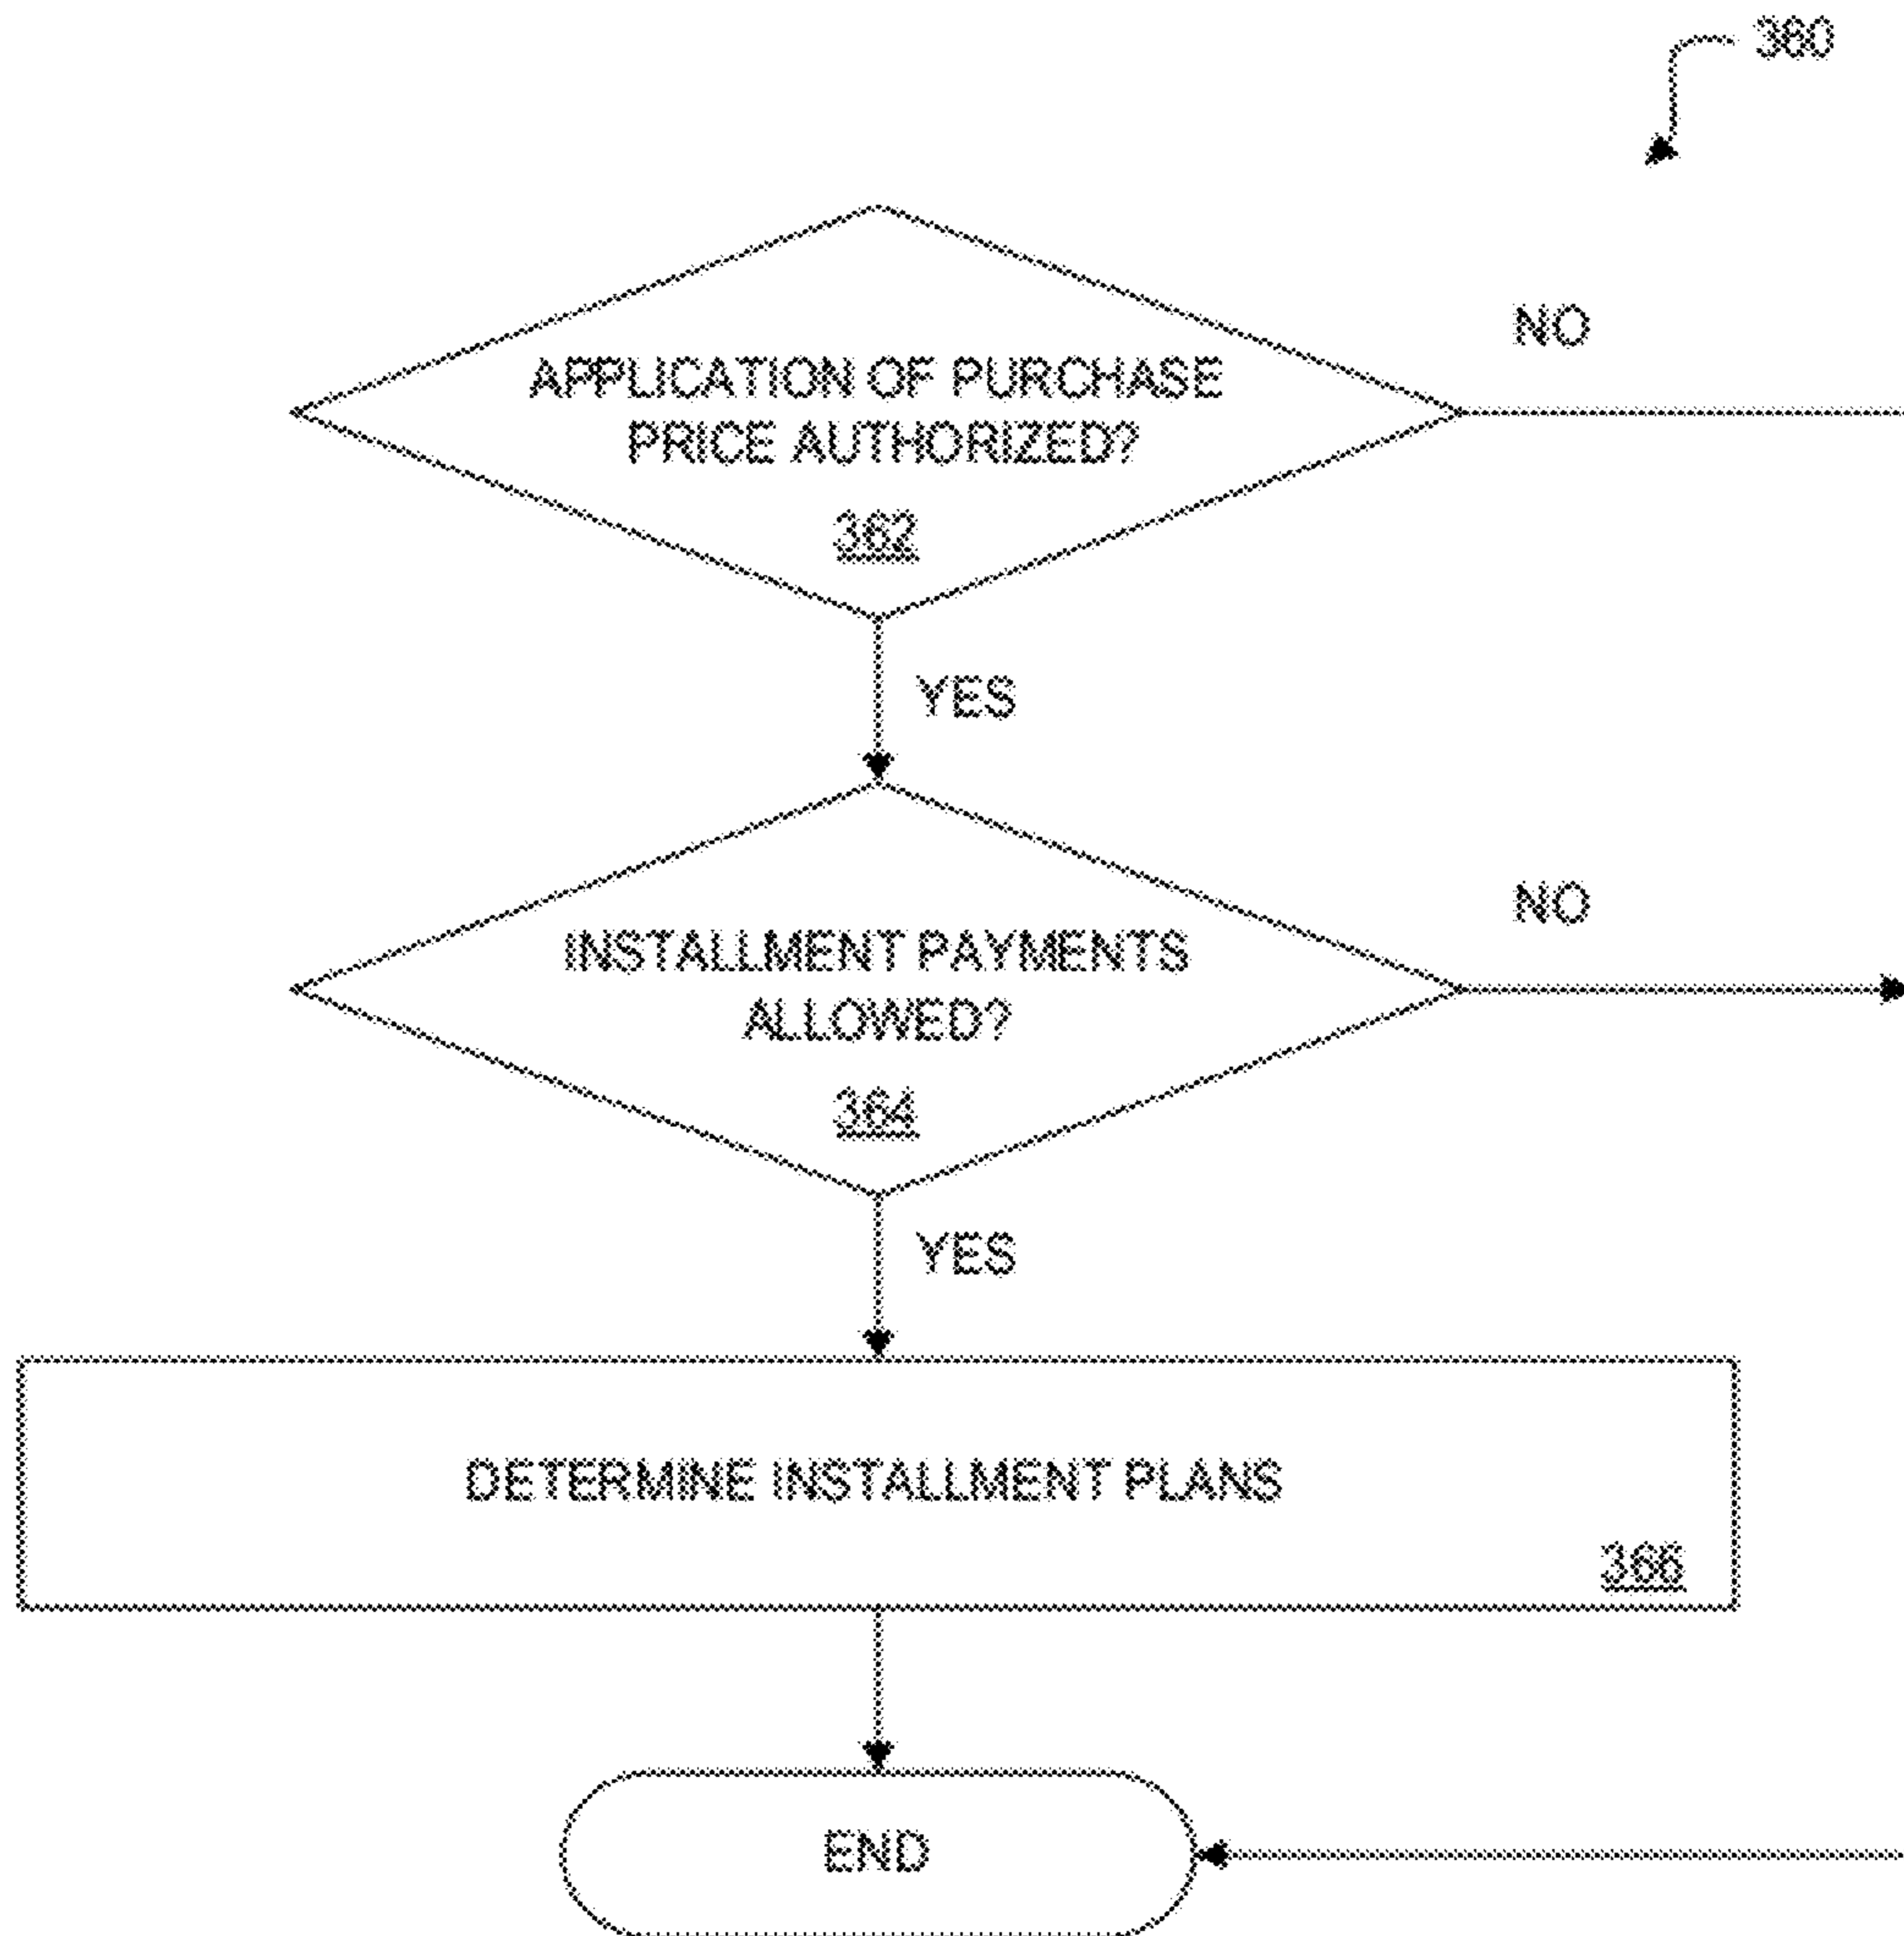 360
APPLICATION OF PURCHASE
PRICE AUTHORIZED?
362
NO
YES
INSTALLMENT PAYMENTS
ALLOWED?
364
NO
YES
DETERMINE INSTALLMENT PLANS
366
END